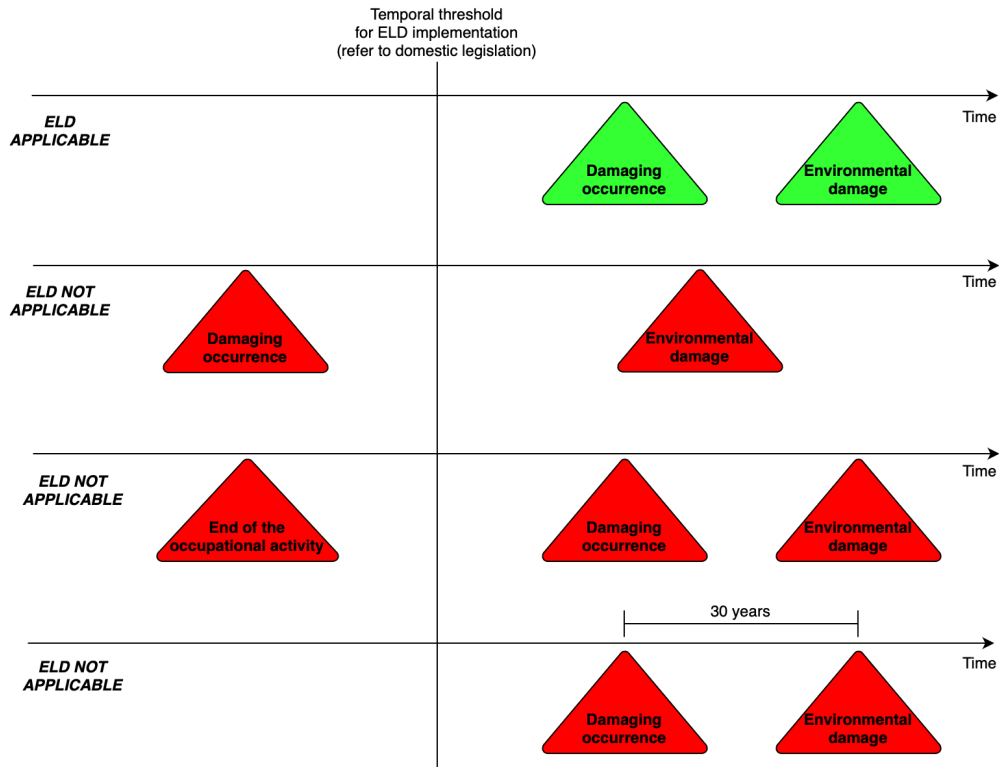 Temporal threshold
for ELD implementation
(refer to domestic legislation)
Time
ELD
APPLICABLE
Damaging
occurrence
Environmental
damage
Time
ELD NOT
APPLICABLE
Damaging
occurrence
Environmental
damage
Time
ELD NOT
APPLICABLE
End of the
occupational activity
Damaging
occurrence
Environmental
damage
30 years
Time
ELD NOT
APPLICABLE
Damaging
occurrence
Environmental
damage